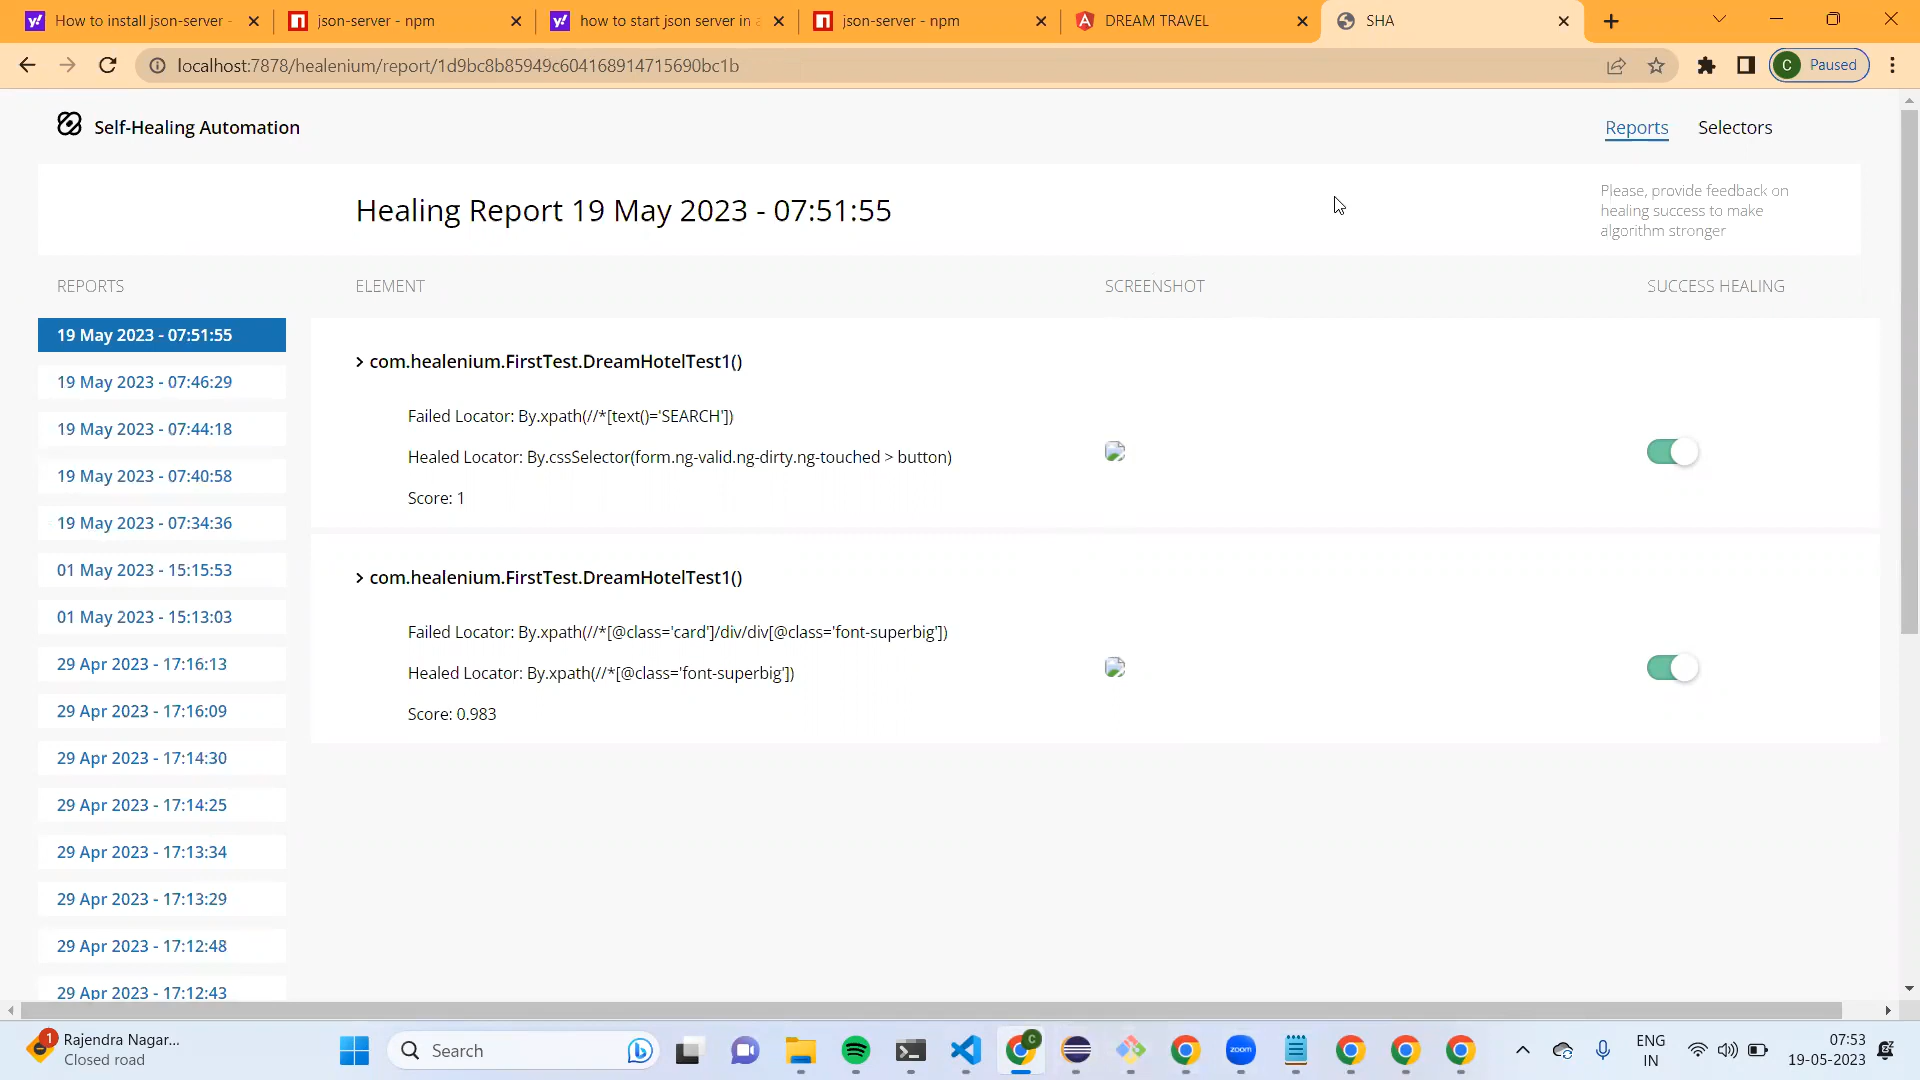 How to install json-server -
json-server - npm
how to start json server in a
json-server - npm
DREAM TRAVEL
SHA
localhost:7878/healenium/report/1d9bc8b85949c604168914715690bc1b
C
Paused
Self-Healing Automation
Reports
Selectors
Healing Report 19 May 2023 - 07:51:55
Please, provide feedback on
healing success to make
algorithm stronger
REPORTS
ELEMENT
SCREENSHOT
SUCCESS HEALING
19 May 2023 - 07:51:55
19 May 2023 - 07:46:29
19 May 2023 - 07:44:18
19 May 2023 - 07:40:58
19 May 2023 - 07:34:36
01 May 2023 - 15:15:53
01 May 2023 - 15:13:03
29 Apr 2023 - 17:16:13
29 Apr 2023 - 17:16:09
29 Apr 2023 - 17:14:30
29 Apr 2023 - 17:14:25
29 Apr 2023 - 17:13:34
29 Apr 2023 - 17:13:29
29 Apr 2023 - 17:12:48
29 Apr 2023 - 17:12:43
> com.healenium.FirstTest.DreamHotelTest1()
Failed Locator: By.xpath(//*[text()='SEARCH'])
Healed Locator: By.cssSelector(form.ng-valid.ng-dirty.ng-touched > button)
Score: 1
> com.healenium.FirstTest.DreamHotelTest1()
Failed Locator: By.xpath(//*[@class='card']/div/div[@class='font-superbig'])
Healed Locator: By.xpath(//*[@class='font-superbig'])
Score: 0.983
1
Rajendra Nagar...
Closed road
Search
C
zoom
ENG
IN
07:53
19-05-2023